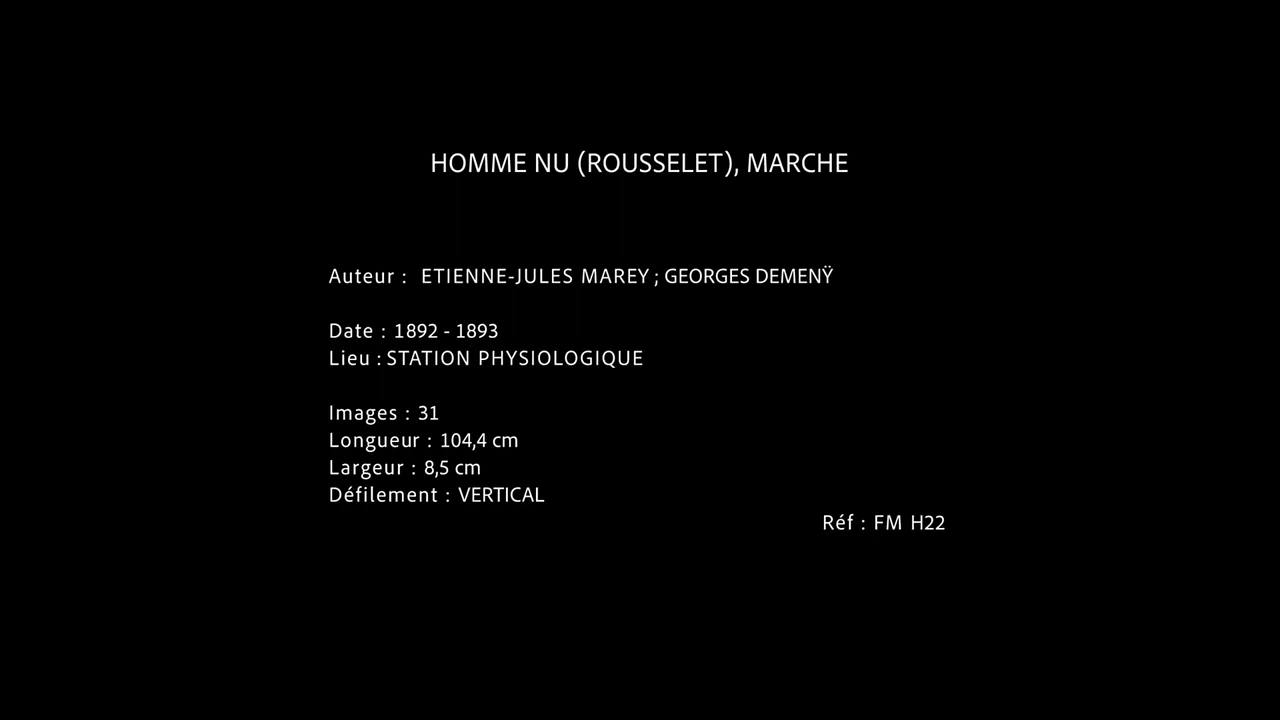 HOMME NU (ROUSSELET), MARCHE
Auteur : ETIENNE-JULES MAREY ; GEORGES DEMENŸ
Date : 1892 - 1893
Lieu : STATION PHYSIOLOGIQUE
Images : 31
Longueur : 104,4 cm
Largeur : 8,5 cm
Défilement : VERTICAL
Réf : FM H22